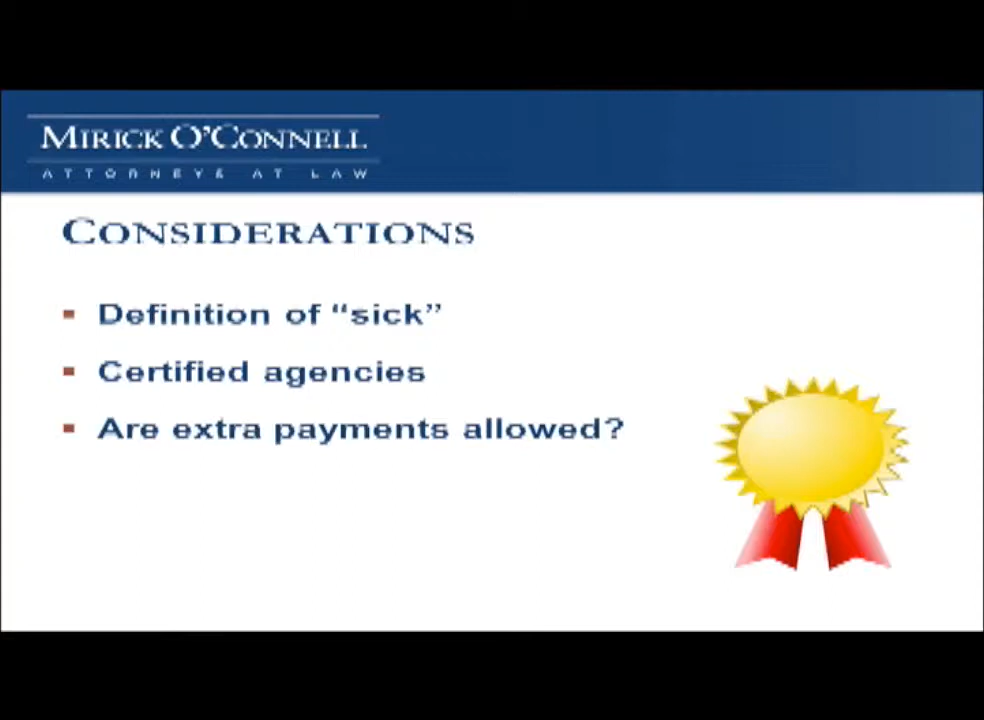 MIRICK O'CONNELL
ATTORNEYS AT LAW
CONSIDERATIONS
▪ Definition of “sick”
▪ Certified agencies
▪ Are extra payments allowed?